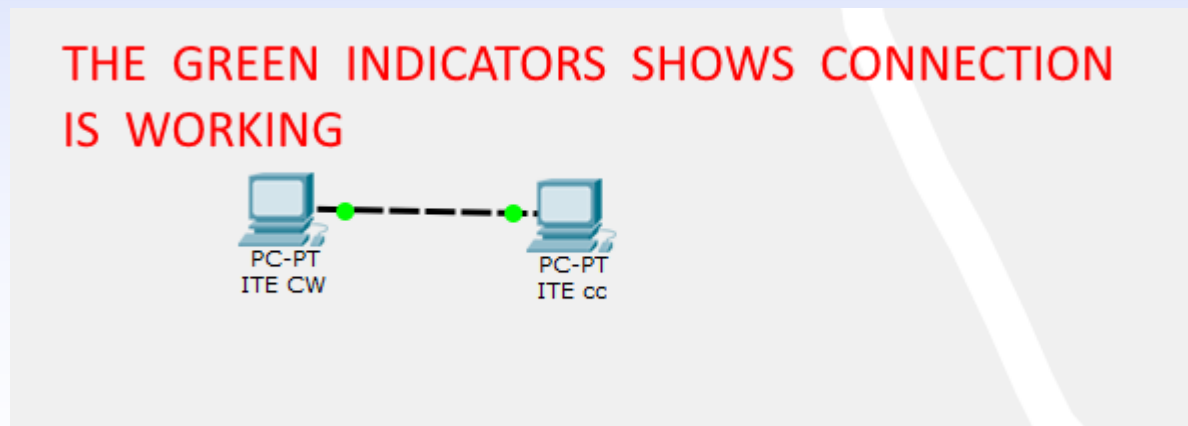 THE GREEN INDICATORS SHOWS CONNECTION
IS WORKING
PC-PT
ITE CW
PC-PT
ITE cc